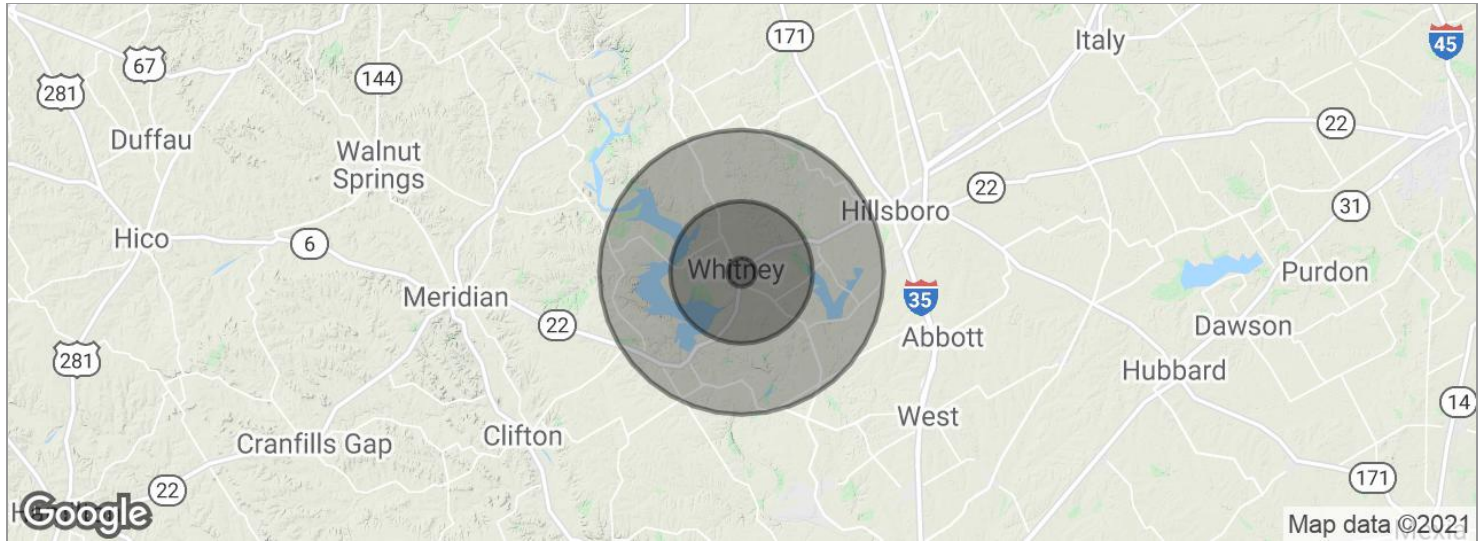 171
Italy
45
67
144
281
22
Duffau
Walnut
Springs
22
Hillsboro
31
Hico
6
Whitney
Purdon
Meridian
35
22
Dawson
Abbott
281
Hubbard
14
West
Clifton
Cranfills Gap
171
22
Google
Map data ©2021